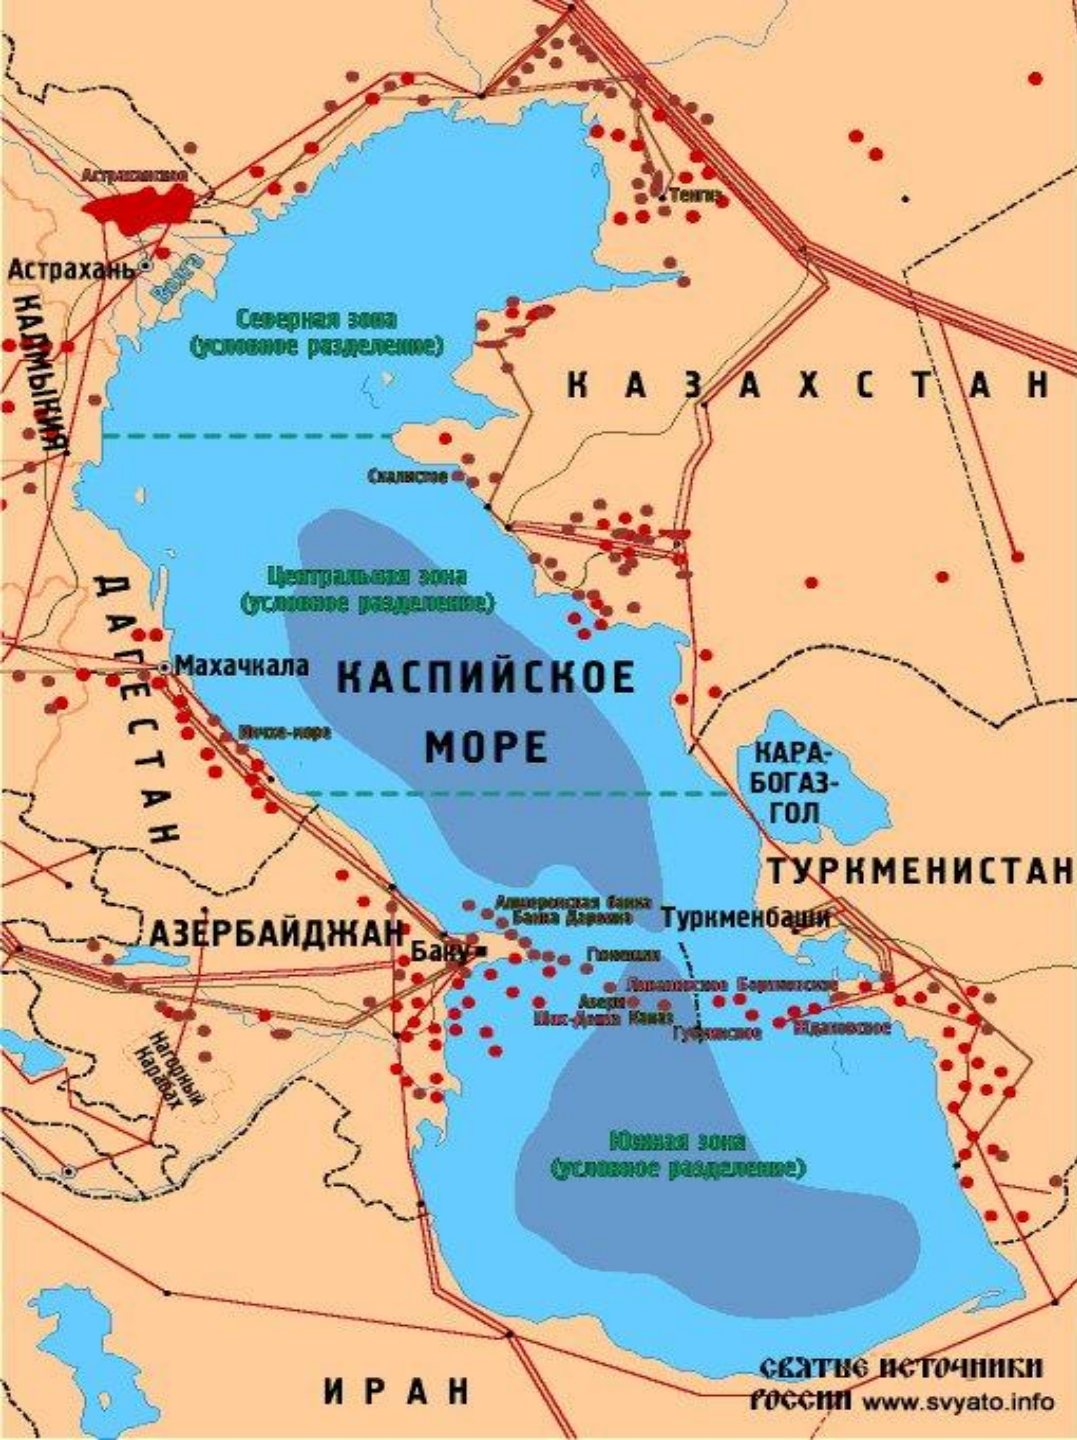 Астраханское
Тенгиз
Астрахань
Волга
КАЛМЫКИЯ
Северная зона
(условное разделение)
КАЗАХСТАН
Скалистое
Центральная зона
(условное разделение)
ДАГЕСТАН
Махачкала
КАСПИЙСКОЕ
МОРЕ
Инчхе-море
КАРА-
БОГАЗ-
ГОЛ
ТУРКМЕНИСТАН
Апшеронская банка
Банка Дарвина
Туркменбаши
АЗЕРБАЙДЖАН
Баку
Гюнешли
Азери
Шах-Дениз
Ждановское
Нагорный
Карабах
Южная зона
(условное разделение)
ИРАН
СВЯТЫЕ ИСТОЧНИКИ
РОССИИ www.svyato.info